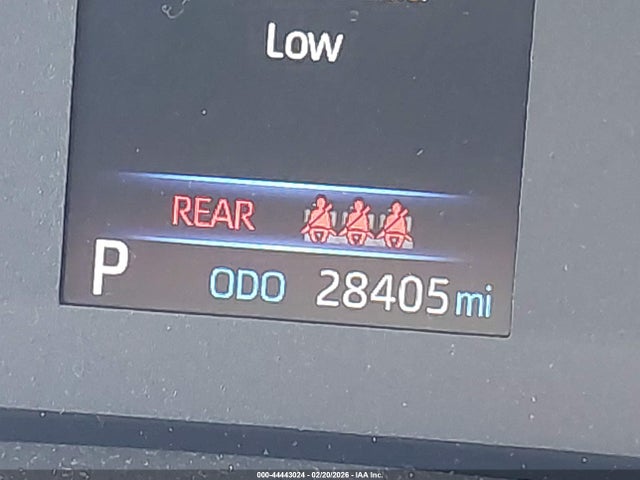 Low
REAR
P ODO 28405 mi
000-44443024 - 02/20/2026 - IAA Inc.